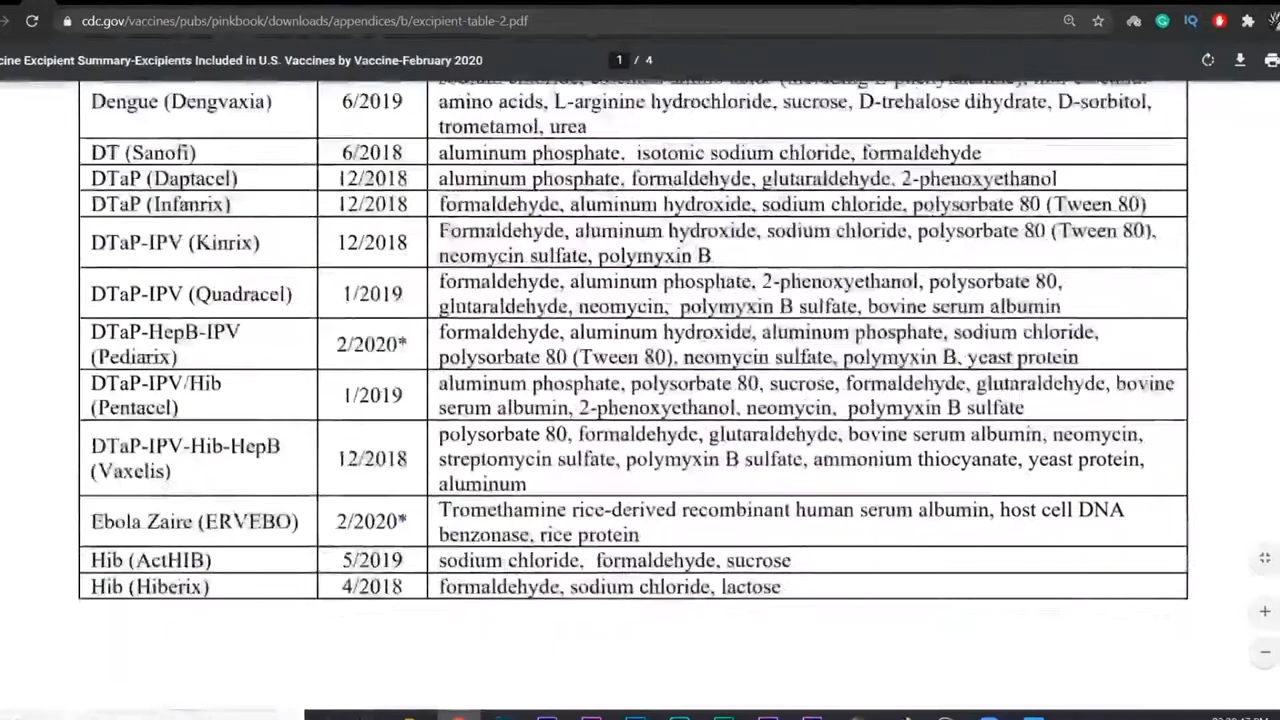 cdc.gov/vaccines/pubs/pinkbook/downloads/appendices/b/excipient-table-2.pdf
cine Excipient Summary-Excipients Included in U.S. Vaccines by Vaccine-February 2020
1 / 4
Dengue (Dengvaxia) 6/2019 amino acids, L-arginine hydrochloride, sucrose, D-trehalose dihydrate, D-sorbitol,
trometamol, urea
DT (Sanofi) 6/2018 aluminum phosphate, isotonic sodium chloride, formaldehyde
DTaP (Daptacel) 12/2018 aluminum phosphate, formaldehyde, glutaraldehyde, 2-phenoxyethanol
DTaP (Infanrix) 12/2018 formaldehyde, aluminum hydroxide, sodium chloride, polysorbate 80 (Tween 80)
DTaP-IPV (Kinrix) 12/2018 Formaldehyde, aluminum hydroxide, sodium chloride, polysorbate 80 (Tween 80),
neomycin sulfate, polymyxin B
DTaP-IPV (Quadracel) 1/2019 formaldehyde, aluminum phosphate, 2-phenoxyethanol, polysorbate 80,
glutaraldehyde, neomycin, polymyxin B sulfate, bovine serum albumin
DTaP-HepB-IPV
(Pediarix) 2/2020* formaldehyde, aluminum hydroxide, aluminum phosphate, sodium chloride,
polysorbate 80 (Tween 80), neomycin sulfate, polymyxin B, yeast protein
DTaP-IPV/Hib
(Pentacel) 1/2019 aluminum phosphate, polysorbate 80, sucrose, formaldehyde, glutaraldehyde, bovine
serum albumin, 2-phenoxyethanol, neomycin, polymyxin B sulfate
DTaP-IPV-Hib-HepB
(Vaxelis) 12/2018 polysorbate 80, formaldehyde, glutaraldehyde, bovine serum albumin, neomycin,
streptomycin sulfate, polymyxin B sulfate, ammonium thiocyanate, yeast protein,
aluminum
Ebola Zaire (ERVEBO) 2/2020* Tromethamine rice-derived recombinant human serum albumin, host cell DNA
benzonase, rice protein
Hib (ActHIB) 5/2019 sodium chloride, formaldehyde, sucrose
Hib (Hiberix) 4/2018 formaldehyde, sodium chloride, lactose